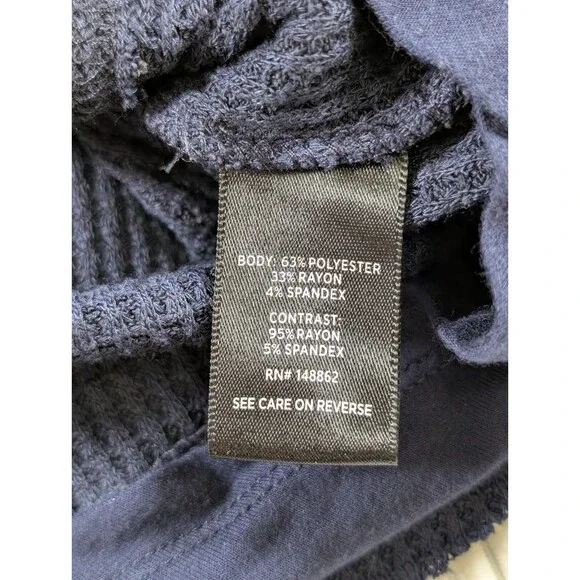 BODY: 63% POLYESTER
33% RAYON
4% SPANDEX
CONTRAST:
95% RAYON
5% SPANDEX
RN# 148862
SEE CARE ON REVERSE